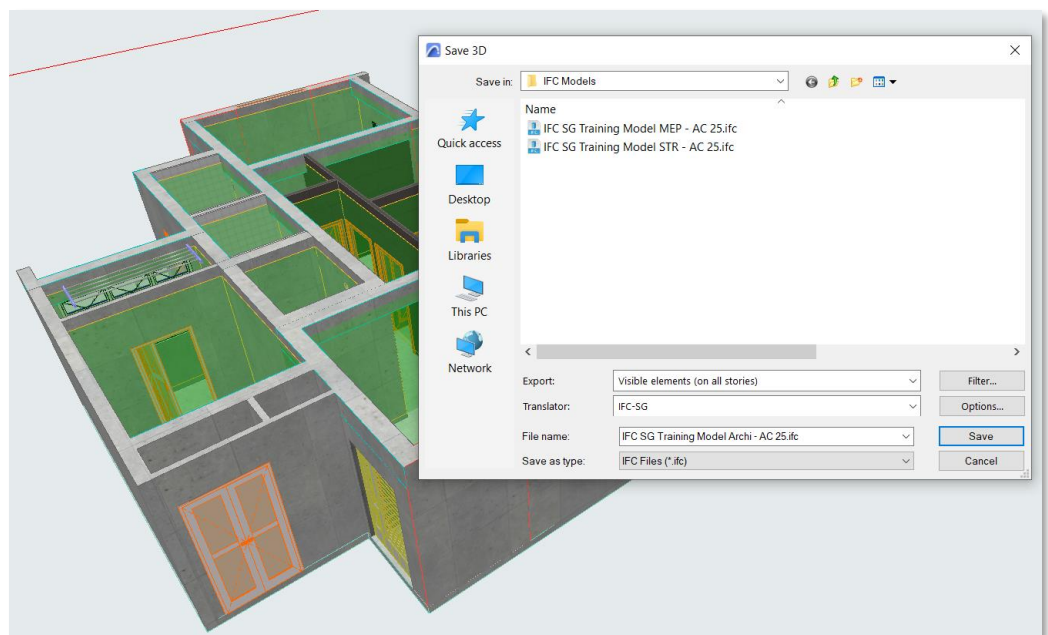 Save 3D
Save in:
IFC Models
Quick access
Desktop
Libraries
This PC
Network
Name
IFC SG Training Model MEP - AC 25.ifc
IFC SG Training Model STR - AC 25.ifc
Export:
Visible elements (on all stories)
Filter...
Translator:
IFC-SG
Options...
File name:
IFC SG Training Model Archi - AC 25.ifc
Save
Save as type:
IFC Files (*.ifc)
Cancel